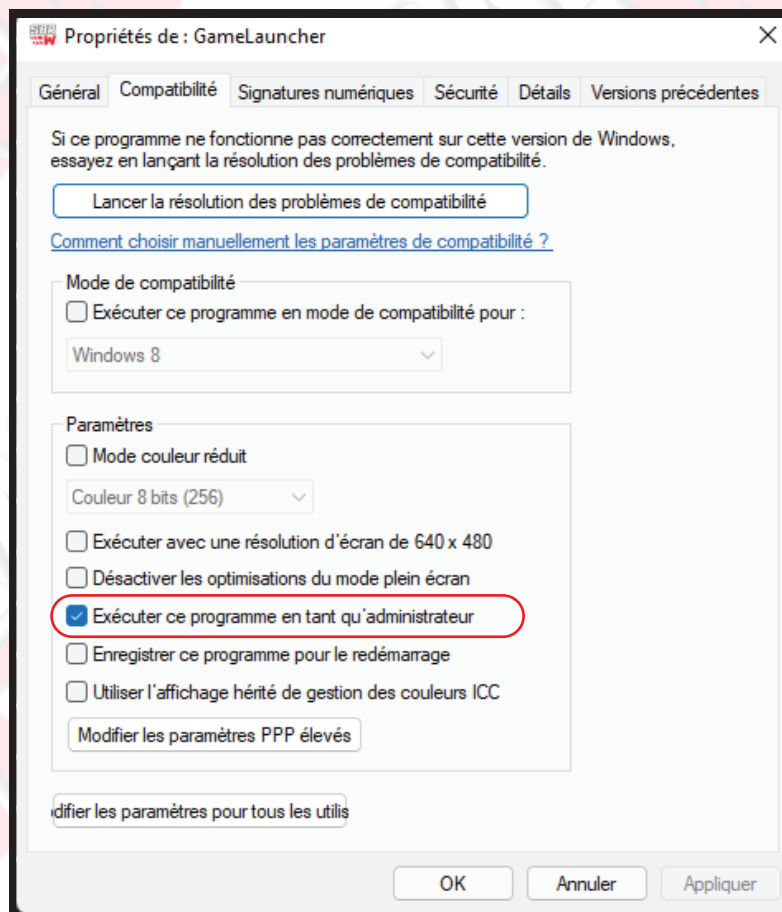 Propriétés de : GameLauncher
Général Compatibilité Signatures numériques Sécurité Détails Versions précédentes
Si ce programme ne fonctionne pas correctement sur cette version de Windows,
essayez en lançant la résolution des problèmes de compatibilité.
Lancer la résolution des problèmes de compatibilité
Comment choisir manuellement les paramètres de compatibilité ?
Mode de compatibilité
Exécuter ce programme en mode de compatibilité pour :
Windows 8
Paramètres
Mode couleur réduit
Couleur 8 bits (256)
Exécuter avec une résolution d'écran de 640 x 480
Désactiver les optimisations du mode plein écran
Exécuter ce programme en tant qu'administrateur
Enregistrer ce programme pour le redémarrage
Utiliser l'affichage hérité de gestion des couleurs ICC
Modifier les paramètres PPP élevés
difier les paramètres pour tous les utilis
OK Annuler Appliquer